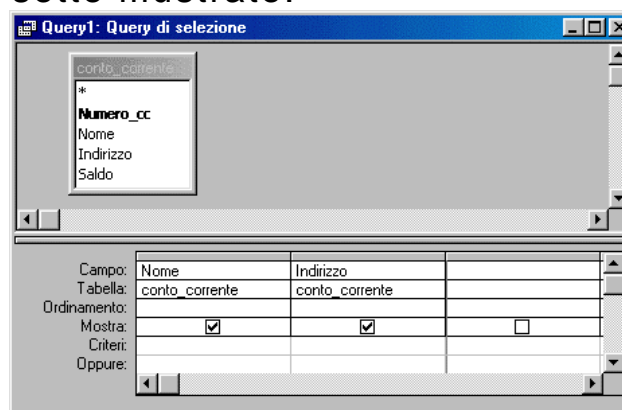 sotto illustrato.
Query1: Query di selezione
conto_corrente
*
Numero_cc
Nome
Indirizzo
Saldo
Campo: Nome Indirizzo
Tabella: conto_corrente conto_corrente
Ordinamento:
Mostra:
Criteri:
Oppure: